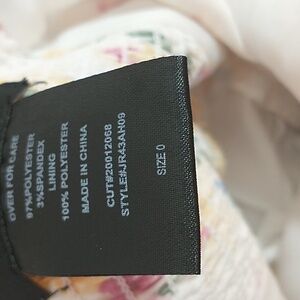 OVER FOR CARE
97%POLYESTER
3%SPANDEX
LINING
100% POLYESTER
MADE IN CHINA
CUT#20012068
STYLE#JR43AH09
SIZE 0